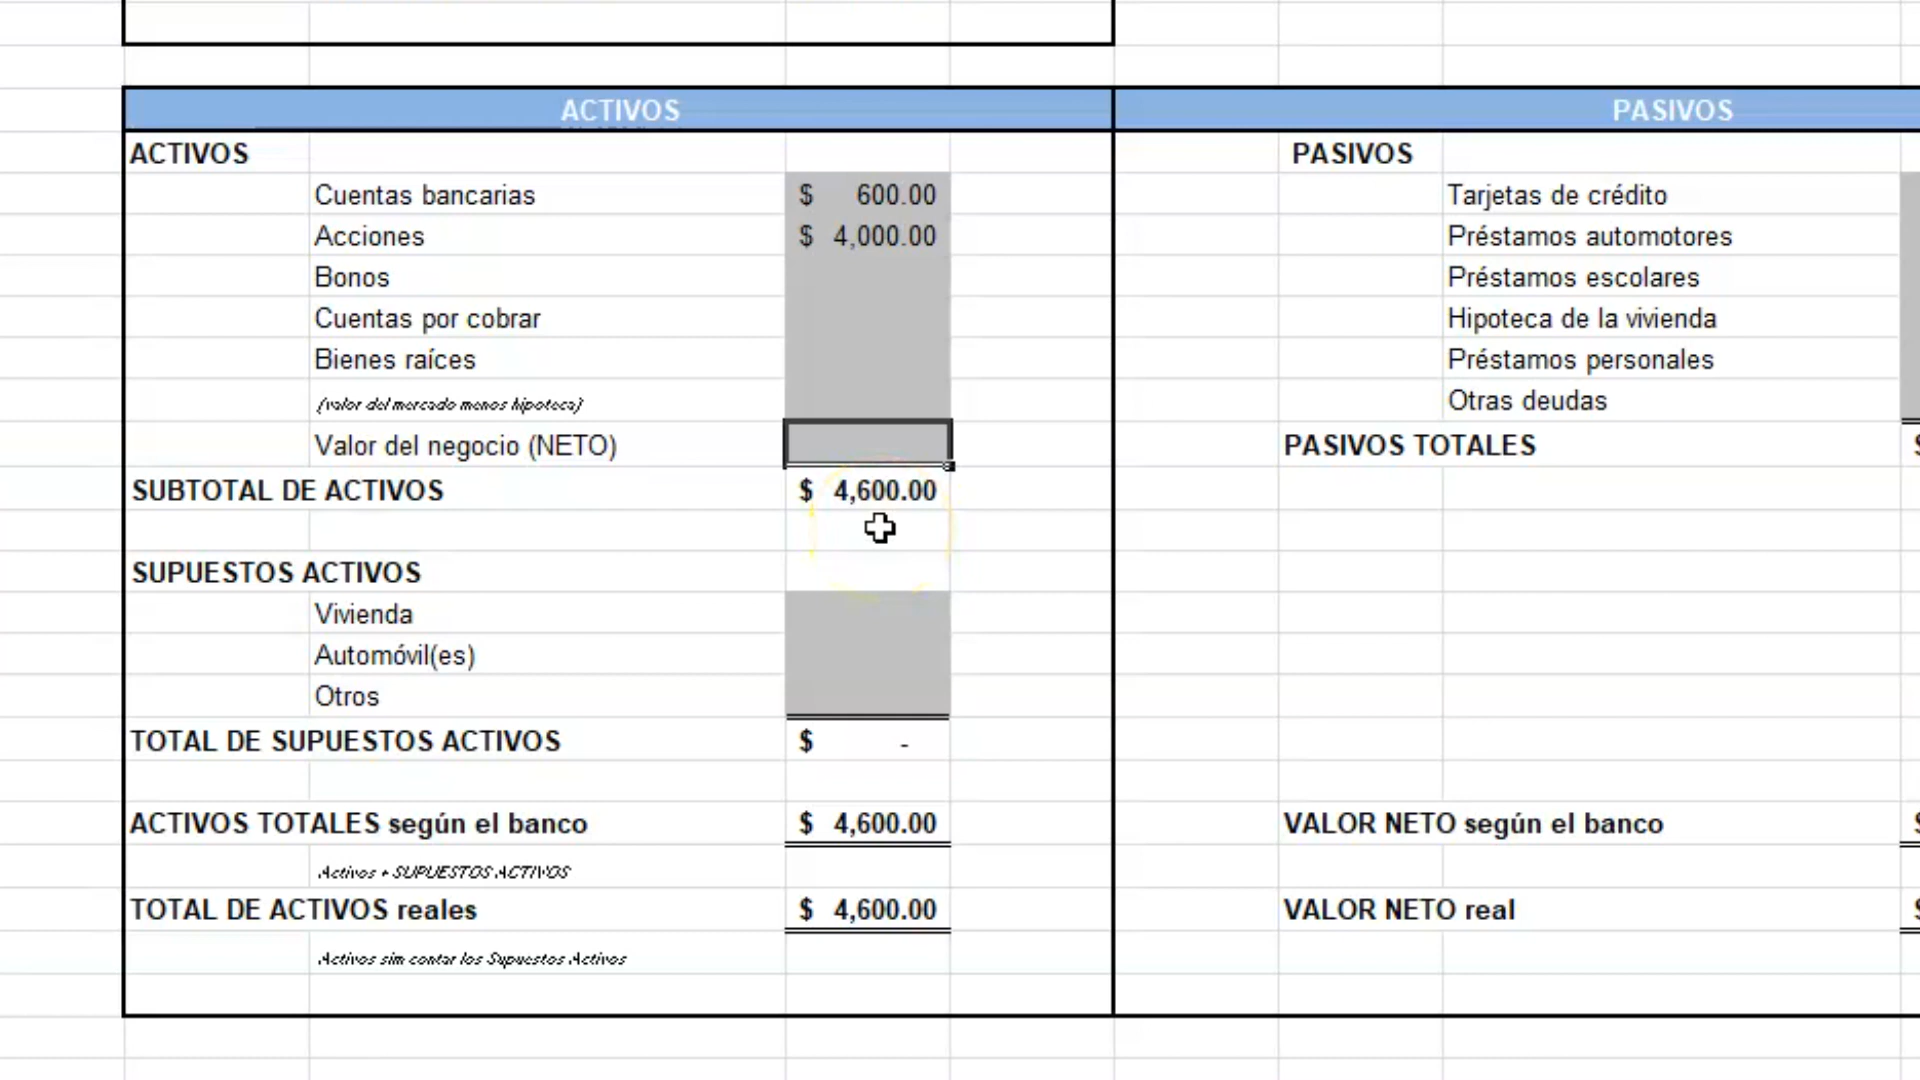 ACTIVOS
ACTIVOS
Cuentas bancarias $ 600.00
Acciones $ 4,000.00
Bonos
Cuentas por cobrar
Bienes raíces
(valor del mercado menos hipoteca)
Valor del negocio (NETO)
SUBTOTAL DE ACTIVOS $ 4,600.00
SUPUESTOS ACTIVOS
Vivienda
Automóvil(es)
Otros
TOTAL DE SUPUESTOS ACTIVOS $ -
ACTIVOS TOTALES según el banco $ 4,600.00
Activos + SUPUESTOS ACTIVOS
TOTAL DE ACTIVOS reales $ 4,600.00
Activos sim contar los Supuestos Activos
PASIVOS
PASIVOS
Tarjetas de crédito
Préstamos automotores
Préstamos escolares
Hipoteca de la vivienda
Préstamos personales
Otras deudas
PASIVOS TOTALES
VALOR NETO según el banco
VALOR NETO real